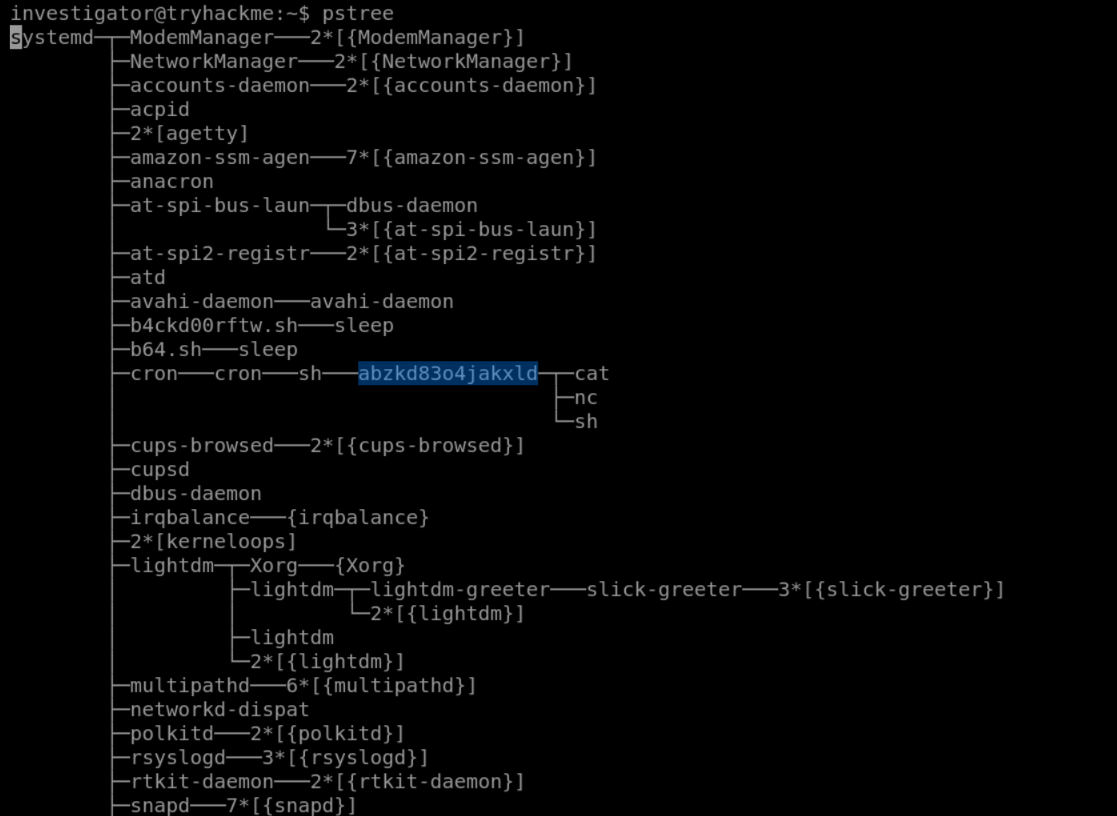 investigator@tryhackme:~$ pstree
systemd─┬─ModemManager───2*[{ModemManager}]
        ├─NetworkManager───2*[{NetworkManager}]
        ├─accounts-daemon───2*[{accounts-daemon}]
        ├─acpid
        ├─2*[agetty]
        ├─amazon-ssm-agen───7*[{amazon-ssm-agen}]
        ├─anacron
        ├─at-spi-bus-laun─┬─dbus-daemon
        │                 └─3*[{at-spi-bus-laun}]
        ├─at-spi2-registr───2*[{at-spi2-registr}]
        ├─atd
        ├─avahi-daemon───avahi-daemon
        ├─b4ckd00rftw.sh───sleep
        ├─b64.sh───sleep
        ├─cron───cron───sh───abzkd83o4jakxld─┬─cat
        │                                    ├─nc
        │                                    └─sh
        ├─cups-browsed───2*[{cups-browsed}]
        ├─cupsd
        ├─dbus-daemon
        ├─irqbalance───{irqbalance}
        ├─2*[kerneloops]
        ├─lightdm─┬─Xorg───{Xorg}
        │         ├─lightdm─┬─lightdm-greeter───slick-greeter───3*[{slick-greeter}]
        │         │         └─2*[{lightdm}]
        │         ├─lightdm
        │         └─2*[{lightdm}]
        ├─multipathd───6*[{multipathd}]
        ├─networkd-dispat
        ├─polkitd───2*[{polkitd}]
        ├─rsyslogd───3*[{rsyslogd}]
        ├─rtkit-daemon───2*[{rtkit-daemon}]
        ├─snapd───7*[{snapd}]